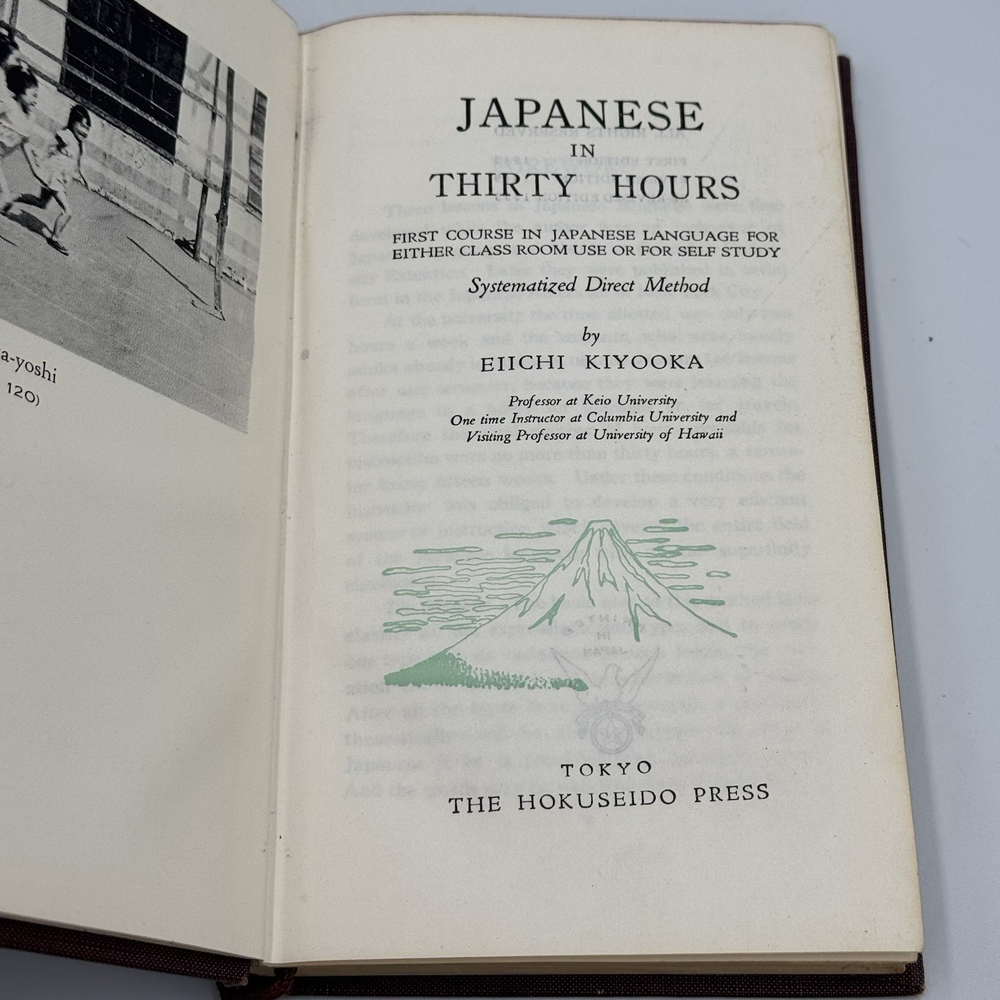 a-yoshi
120)
JAPANESE
IN
THIRTY HOURS
FIRST COURSE IN JAPANESE LANGUAGE FOR
EITHER CLASS ROOM USE OR FOR SELF STUDY
Systematized Direct Method
by
EIICHI KIYOOKA
Professor at Keio University
One time Instructor at Columbia University and
Visiting Professor at University of Hawaii
TOKYO
THE HOKUSEIDO PRESS